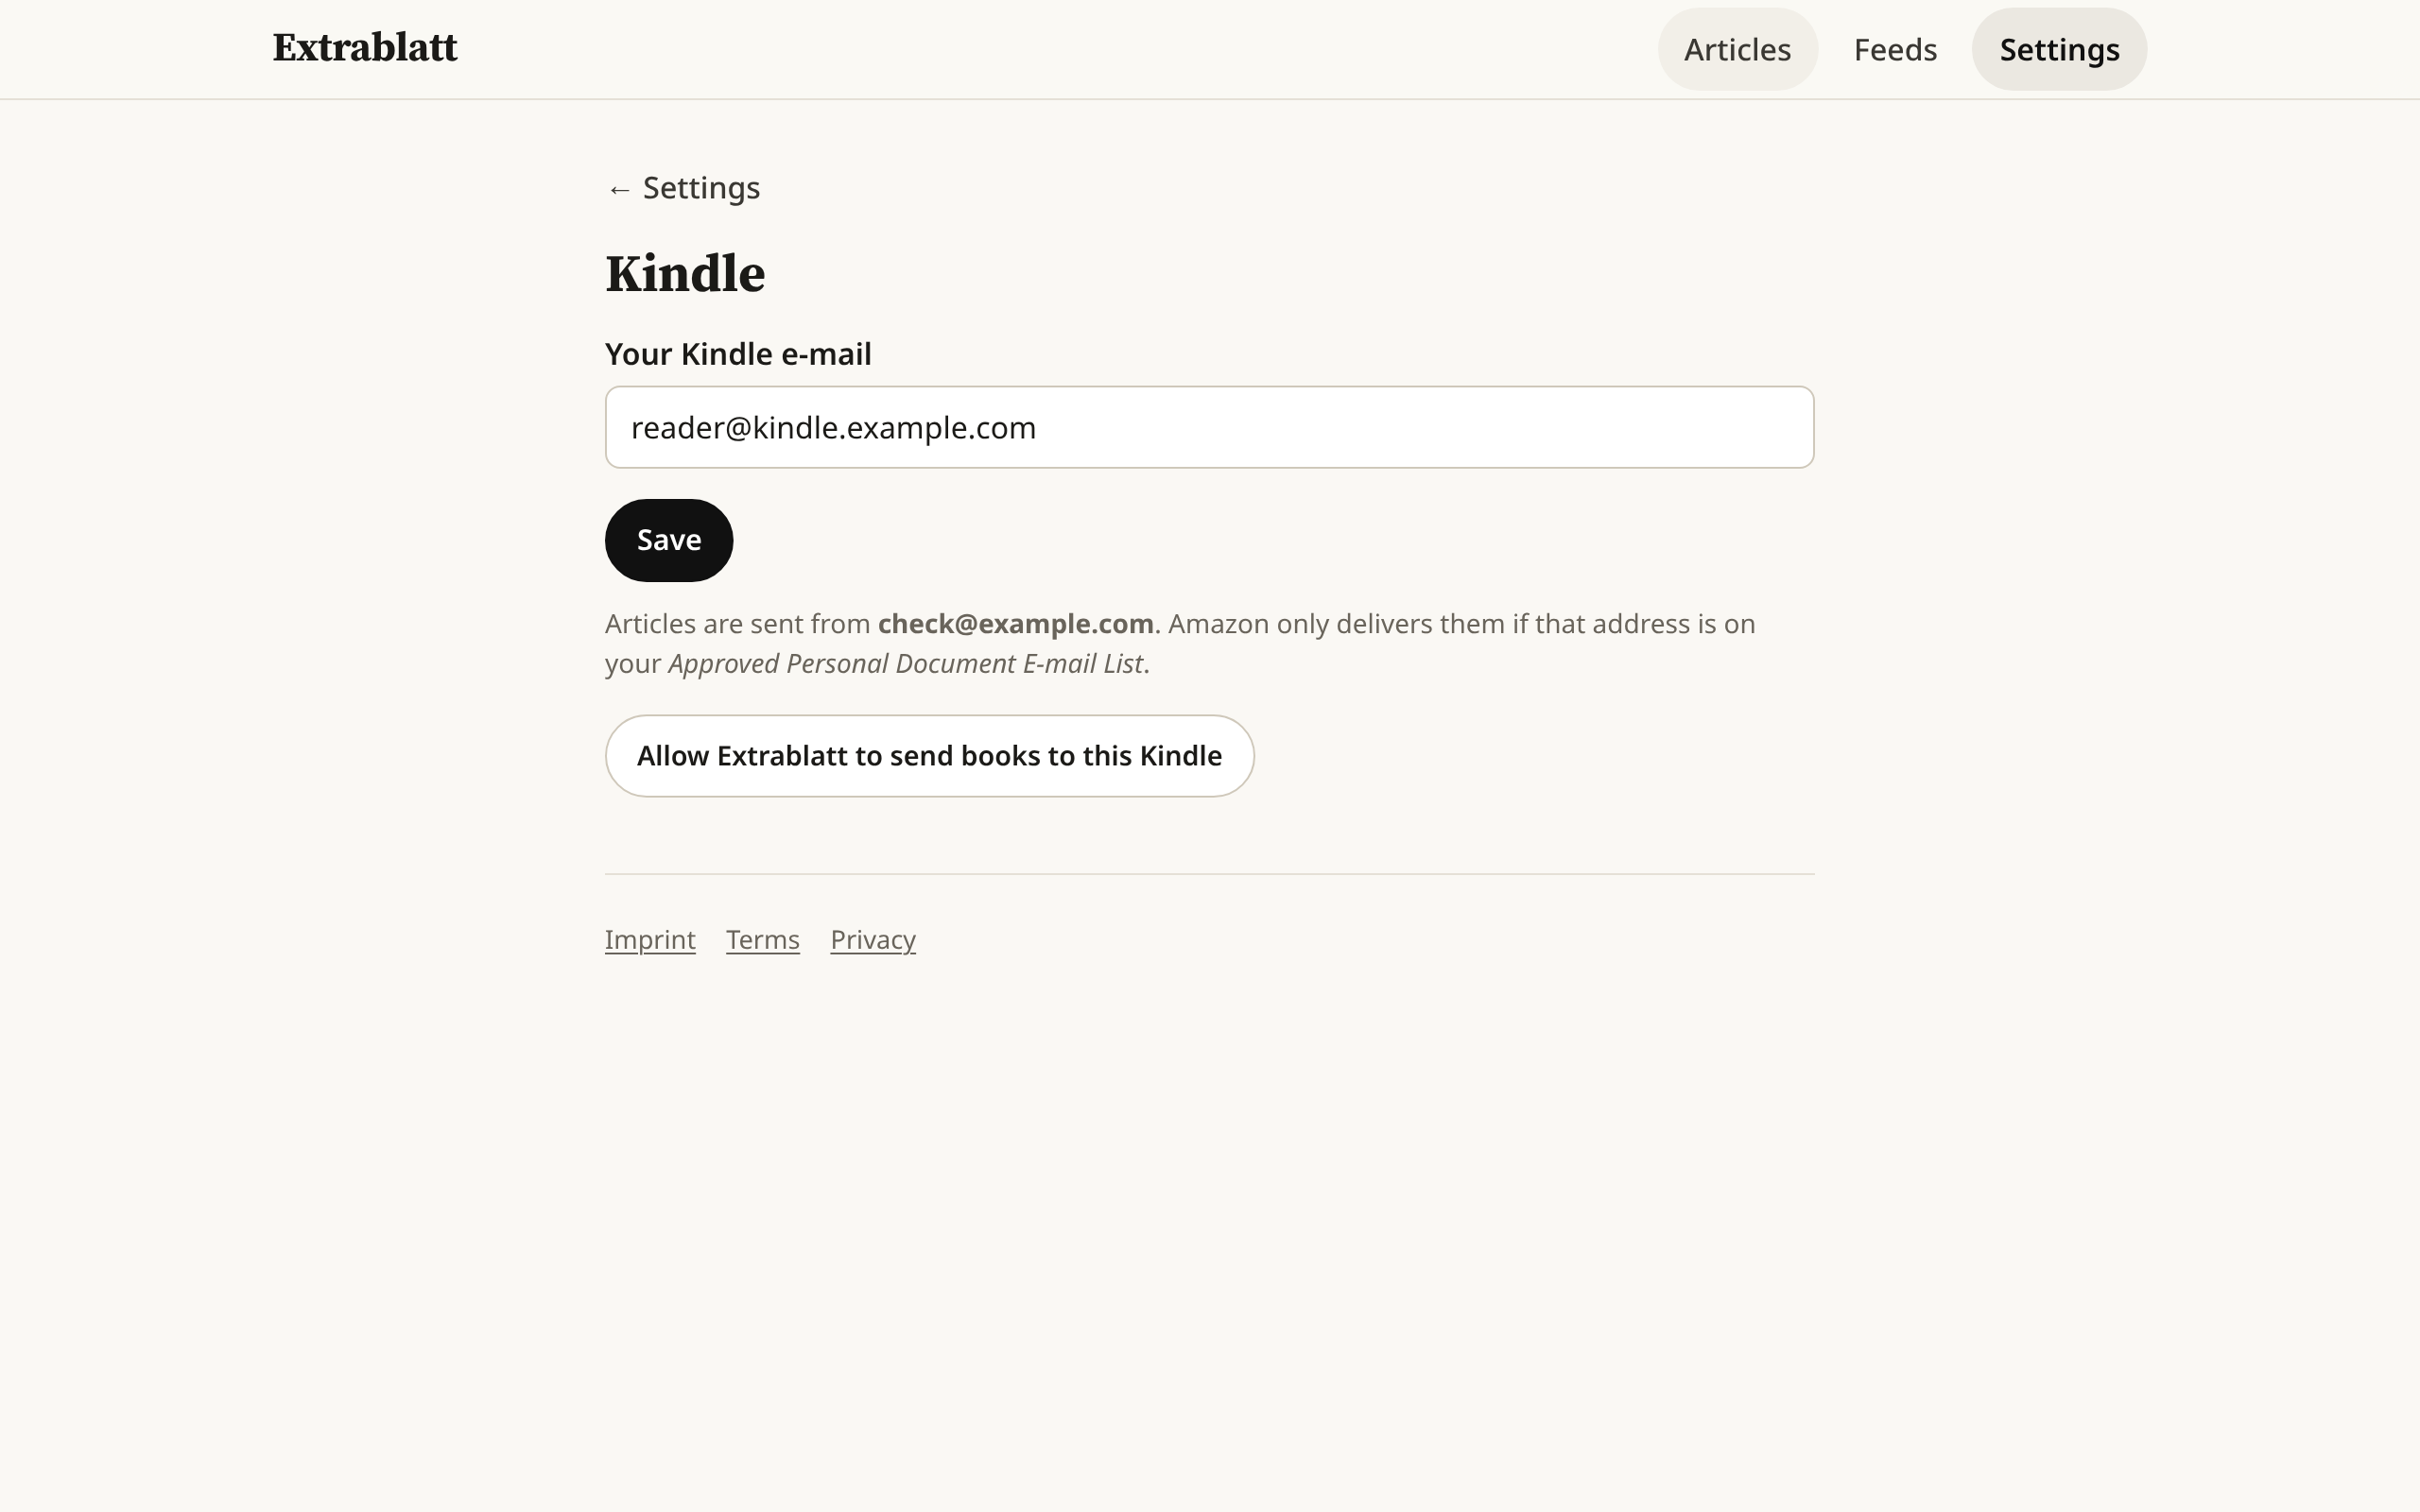 Extrablatt
Articles
Feeds
Settings
← Settings
Kindle
Your Kindle e-mail
reader@kindle.example.com
Save
Articles are sent from check@example.com. Amazon only delivers them if that address is on
your Approved Personal Document E-mail List.
Allow Extrablatt to send books to this Kindle
Imprint
Terms
Privacy